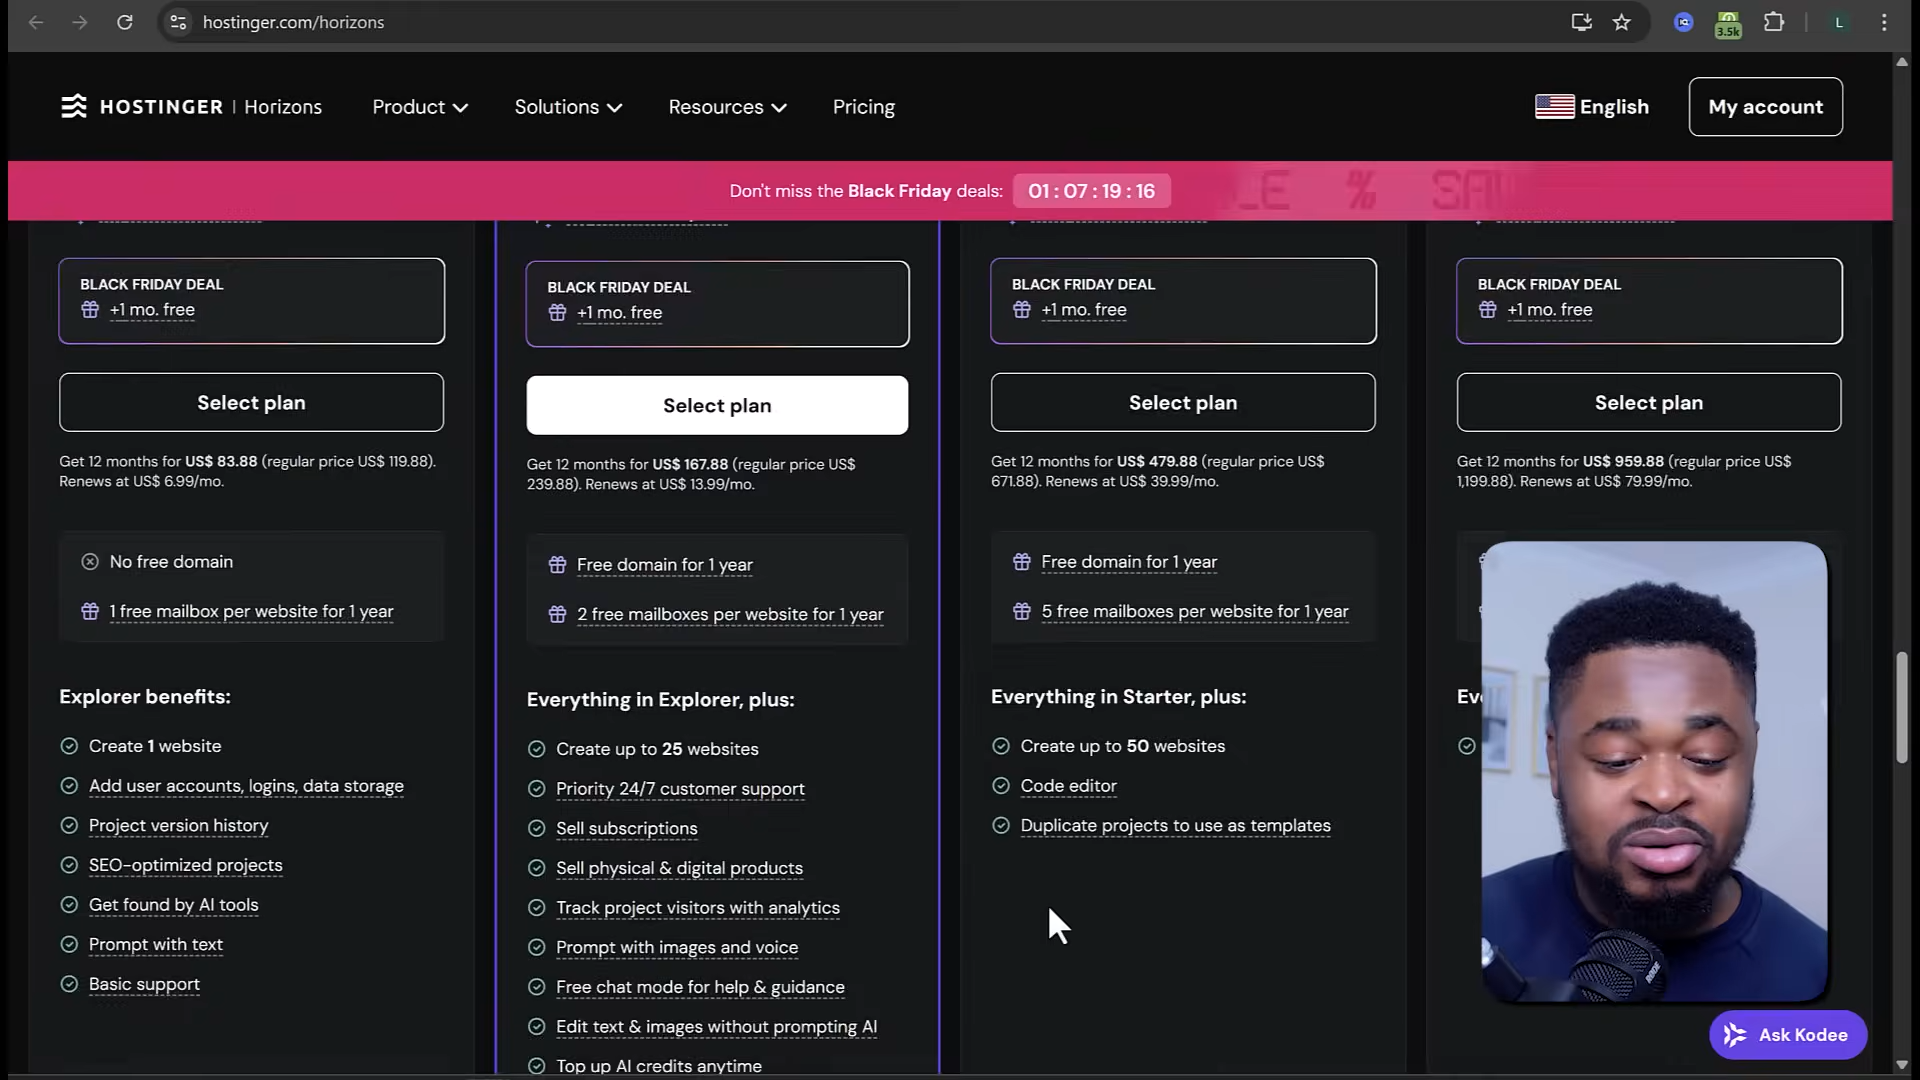 hostinger.com/horizons
3.5k
L
HOSTINGER | Horizons
Product
Solutions
Resources
Pricing
English
My account
Don't miss the Black Friday deals: 01 : 07 : 19 : 16
%
BLACK FRIDAY DEAL
+1 mo. free
Select plan
Get 12 months for US$ 83.88 (regular price US$ 119.88).
Renews at US$ 6.99/mo.
No free domain
1 free mailbox per website for 1 year
Explorer benefits:
Create 1 website
Add user accounts, logins, data storage
Project version history
SEO-optimized projects
Get found by AI tools
Prompt with text
Basic support
BLACK FRIDAY DEAL
+1 mo. free
Select plan
Get 12 months for US$ 167.88 (regular price US$
239.88). Renews at US$ 13.99/mo.
Free domain for 1 year
2 free mailboxes per website for 1 year
Everything in Explorer, plus:
Create up to 25 websites
Priority 24/7 customer support
Sell subscriptions
Sell physical & digital products
Track project visitors with analytics
Prompt with images and voice
Free chat mode for help & guidance
Edit text & images without prompting AI
Top up AI credits anytime
BLACK FRIDAY DEAL
+1 mo. free
Select plan
Get 12 months for US$ 479.88 (regular price US$
671.88). Renews at US$ 39.99/mo.
Free domain for 1 year
5 free mailboxes per website for 1 year
Everything in Starter, plus:
Create up to 50 websites
Code editor
Duplicate projects to use as templates
BLACK FRIDAY DEAL
+1 mo. free
Select plan
Get 12 months for US$ 959.88 (regular price US$
1,199.88). Renews at US$ 79.99/mo.
RODE
Ask Kodee